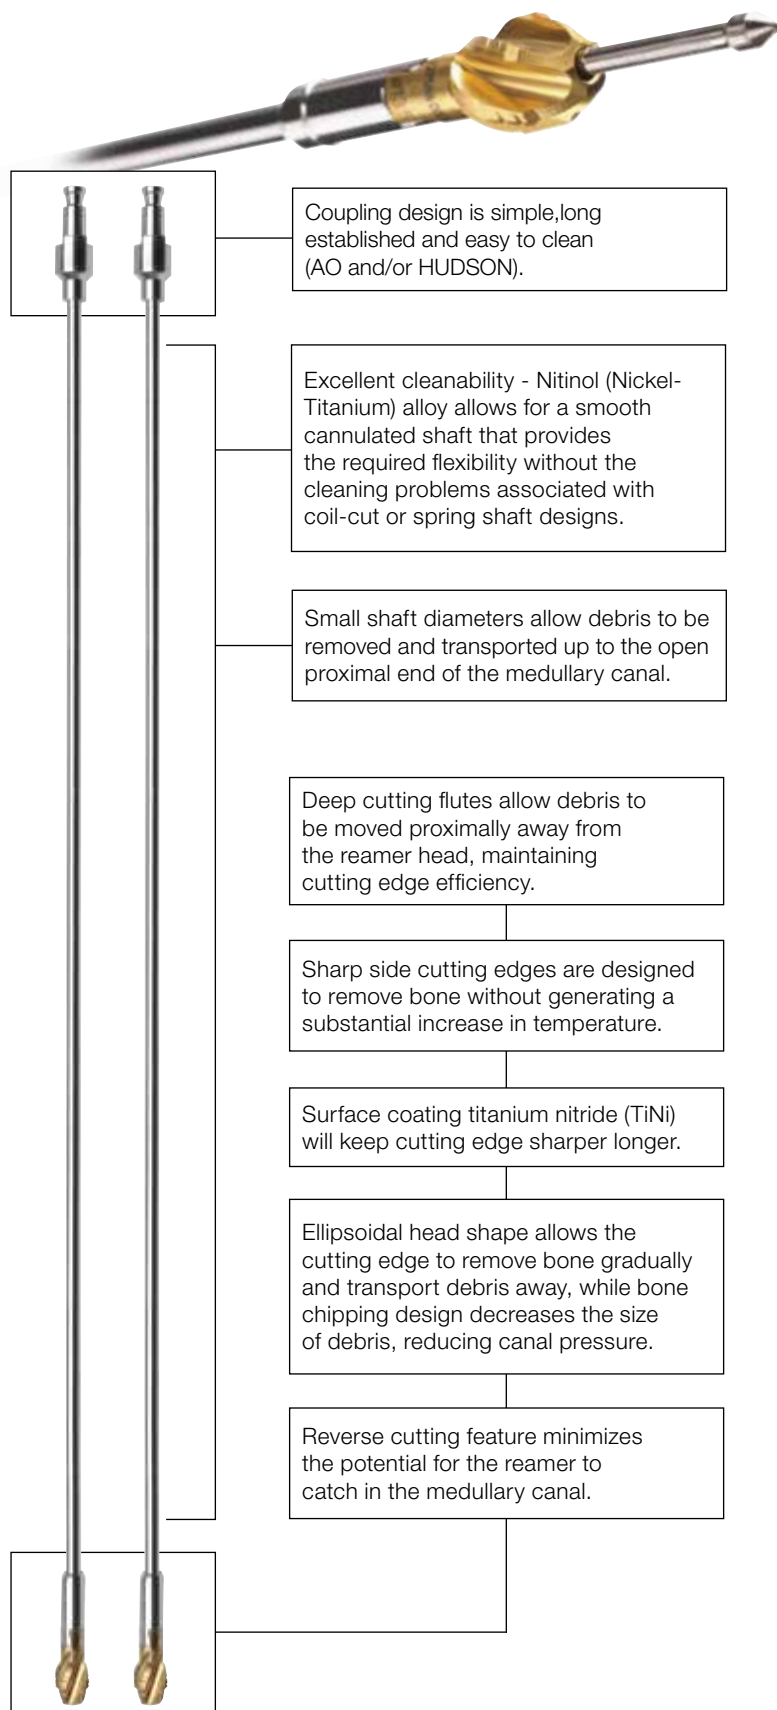 Coupling design is simple,long
established and easy to clean
(AO and/or HUDSON).
Excellent cleanability - Nitinol (Nickel-
Titanium) alloy allows for a smooth
cannulated shaft that provides
the required flexibility without the
cleaning problems associated with
coil-cut or spring shaft designs.
Small shaft diameters allow debris to be
removed and transported up to the open
proximal end of the medullary canal.
Deep cutting flutes allow debris to
be moved proximally away from
the reamer head, maintaining
cutting edge efficiency.
Sharp side cutting edges are designed
to remove bone without generating a
substantial increase in temperature.
Surface coating titanium nitride (TiNi)
will keep cutting edge sharper longer.
Ellipsoidal head shape allows the
cutting edge to remove bone gradually
and transport debris away, while bone
chipping design decreases the size
of debris, reducing canal pressure.
Reverse cutting feature minimizes
the potential for the reamer to
catch in the medullary canal.